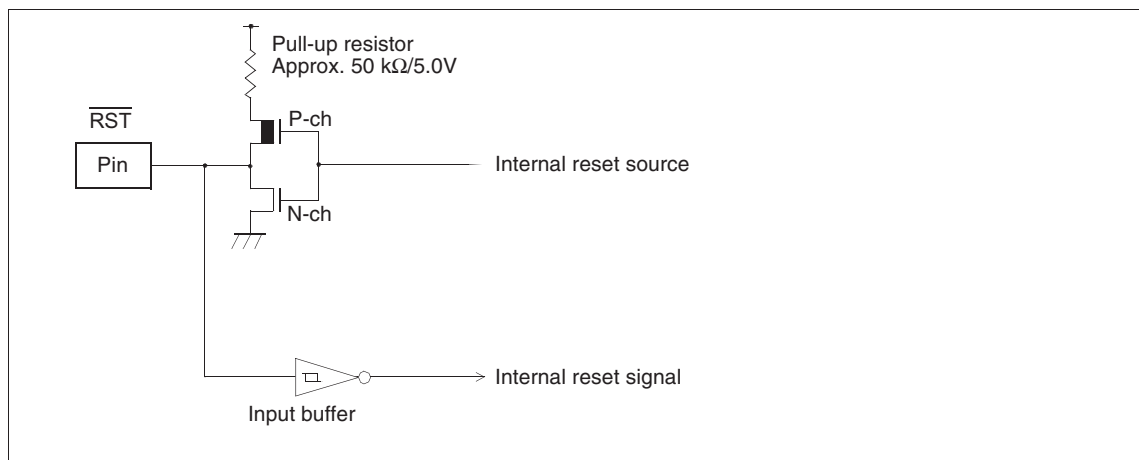 Pull-up resistor
Approx. 50 kΩ/5.0V
RST
P-ch
Pin
Internal reset source
N-ch
Internal reset signal
Input buffer